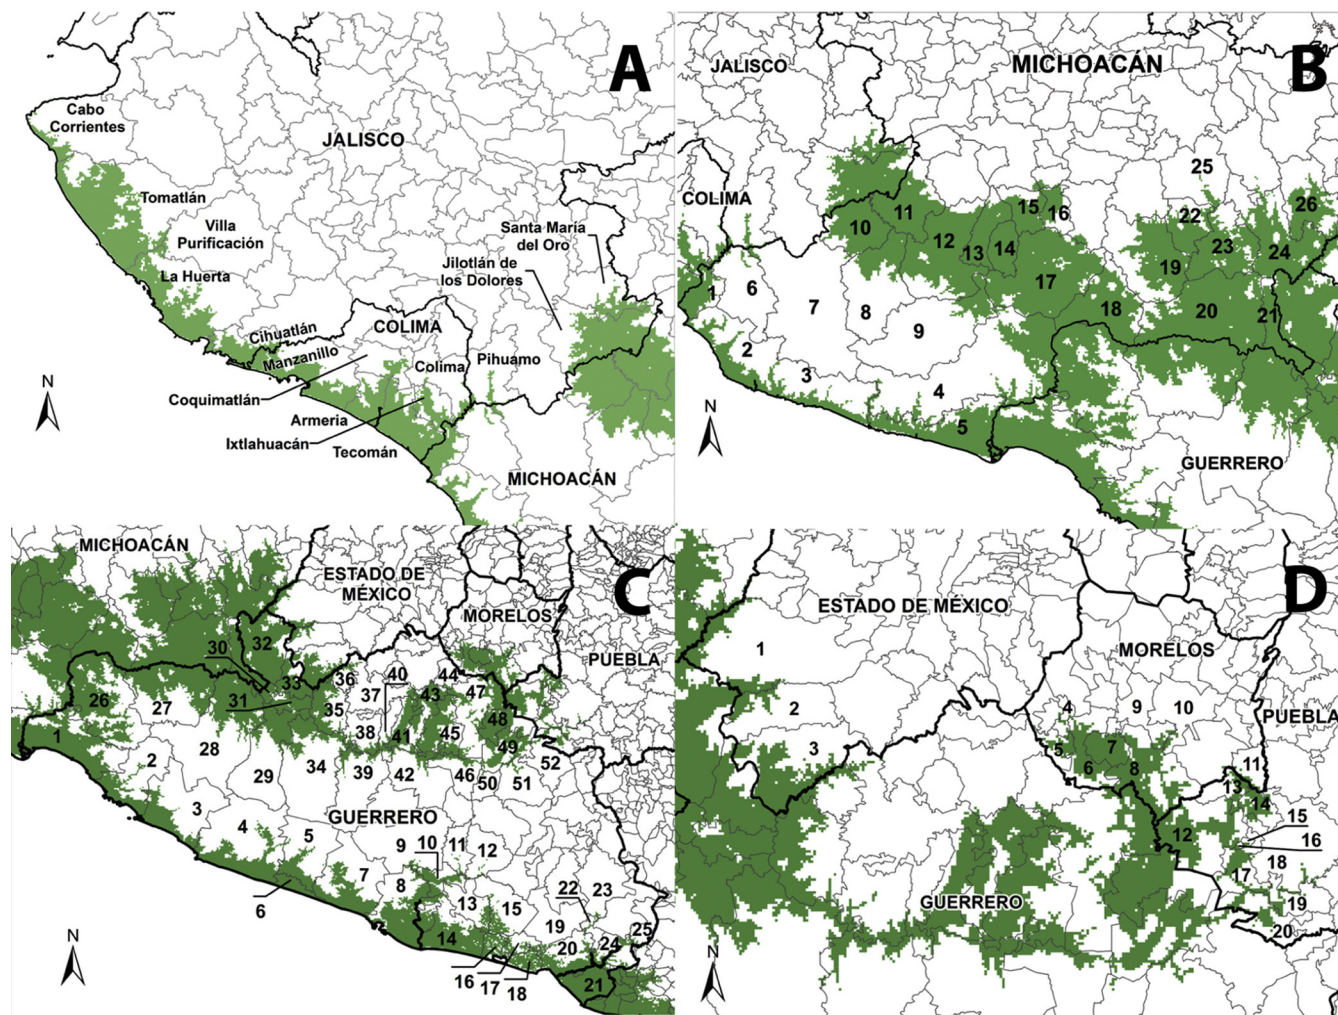 A
Cabo
Corrientes
JALISCO
Tomatlán
Villa
Purificación
Santa María
del Oro
Jilotlán de
los Dolores
La Huerta
COLIMA
Cihuatlán
Manzanillo
Colima
Pihuamo
N
Coquimatlán
Armeria
Ixtlahuacán
Tecomán
MICHOACÁN
B
JALISCO
MICHOACÁN
COLIMA
25
26
15
16
22
11
10
12
13
14
23
24
19
17
1
6
7
8
9
18
20
21
2
3
4
5
N
GUERRERO
C
MICHOACÁN
ESTADO DE
MÉXICO
MORELOS
PUEBLA
30
32
33
36
40
44
47
26
27
31
35
37
43
48
1
38
41
45
49
2
28
29
34
39
42
46
50
51
52
3
4
5
GUERRERO
9
10
11
12
7
8
13
15
22
23
6
14
19
20
24
25
N
16
17
18
21
D
ESTADO DE MÉXICO
1
MORELOS
2
4
9
10
PUEBLA
3
5
7
6
8
11
13
14
12
15
16
17
18
GUERRERO
19
20
N